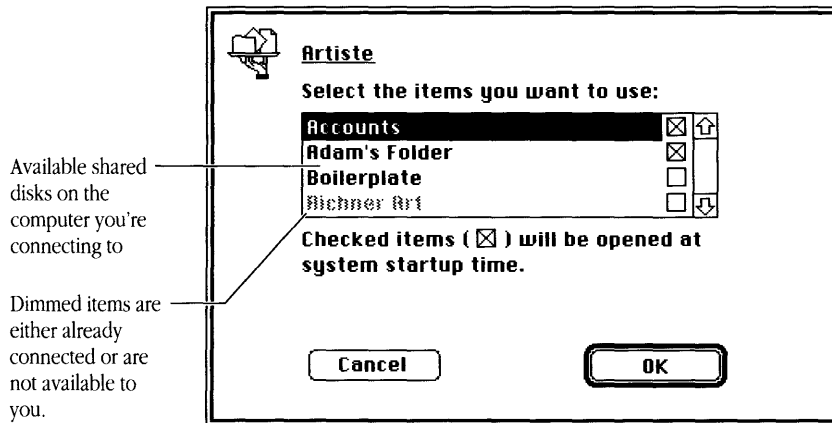 Artiste
Select the items you want to use:
Accounts
Adam's Folder
Boilerplate
Richner Art
Checked items ( ☒ ) will be opened at
system startup time.
Cancel
OK
Available shared
disks on the
computer you're
connecting to
Dimmed items are
either already
connected or are
not available to
you.